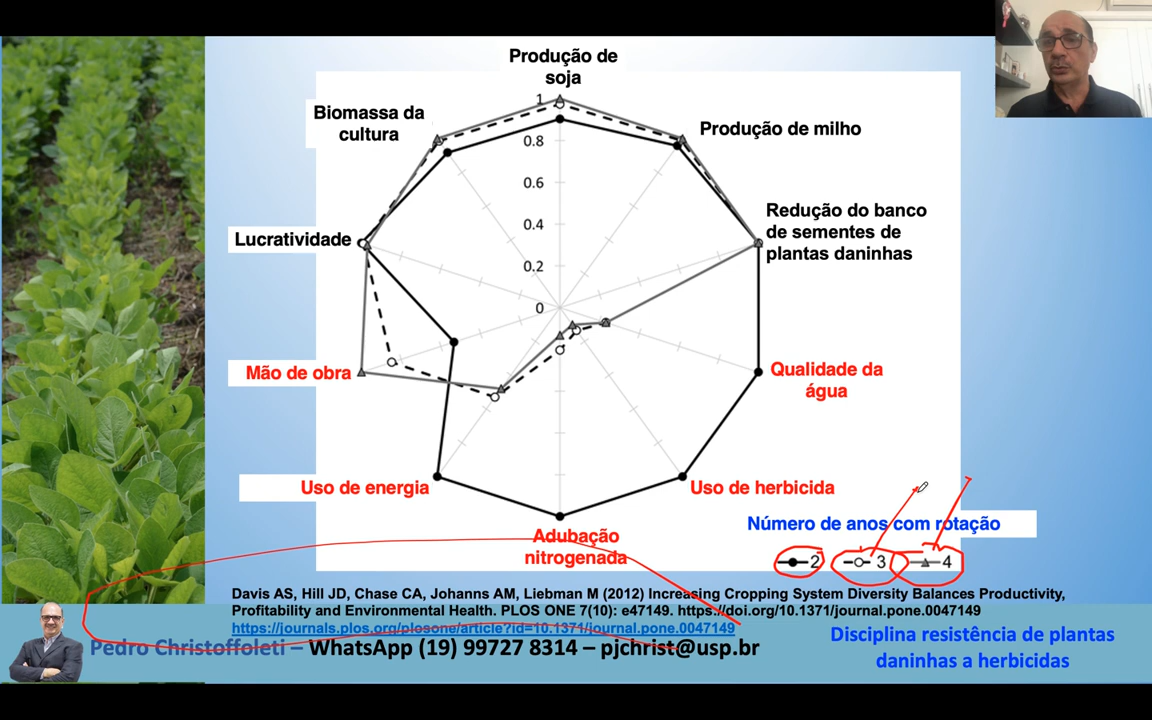 Produção de
soja
Biomassa da
cultura
Produção de milho
1
0.8
0.6
0.4
0.2
0
Redução do banco
de sementes de
plantas daninhas
Lucratividade
Mão de obra
Qualidade da
água
Uso de energia
Uso de herbicida
Adubação
nitrogenada
Número de anos com rotação
2 3 4
Davis AS, Hill JD, Chase CA, Johanns AM, Liebman M (2012) Increasing Cropping System Diversity Balances Productivity,
Profitability and Environmental Health. PLOS ONE 7(10): e47149. https://doi.org/10.1371/journal.pone.0047149
https://journals.plos.org/plosone/article?id=10.1371/journal.pone.0047149
Pedro Christoffoleti – WhatsApp (19) 99727 8314 – pjchrist@usp.br
Disciplina resistência de plantas
daninhas a herbicidas